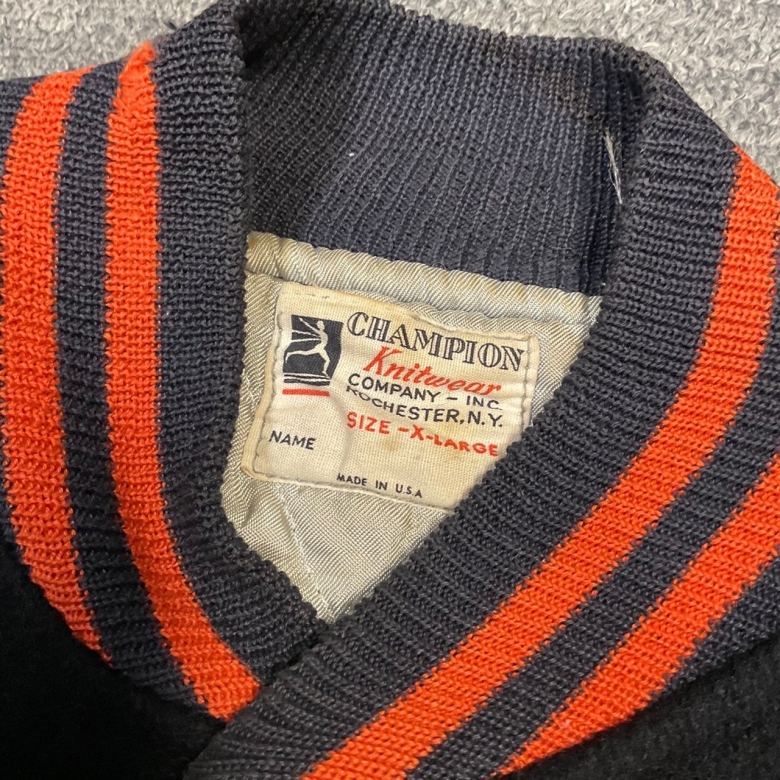 CHAMPION
Knitwear
COMPANY - INC.
ROCHESTER, N.Y.
SIZE - X-LARGE
NAME
MADE IN U.S.A